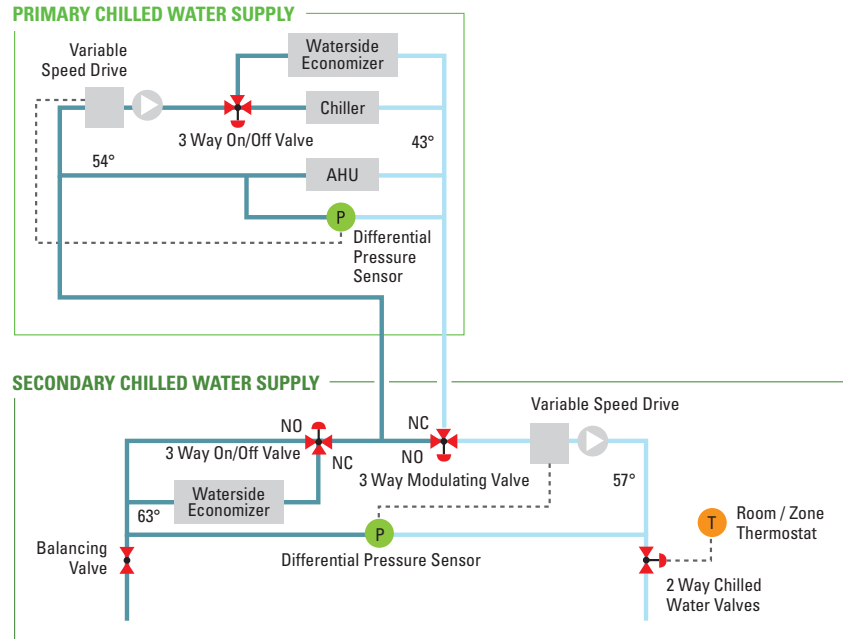 PRIMARY CHILLED WATER SUPPLY
Variable
Speed Drive
Waterside
Economizer
Chiller
3 Way On/Off Valve
43°
54°
AHU
P
Differential
Pressure
Sensor
SECONDARY CHILLED WATER SUPPLY
Variable Speed Drive
NO
NC
3 Way On/Off Valve
NC
NO
3 Way Modulating Valve
57°
63°
Waterside
Economizer
P
Differential Pressure Sensor
T
Room / Zone
Thermostat
Balancing
Valve
2 Way Chilled
Water Valves